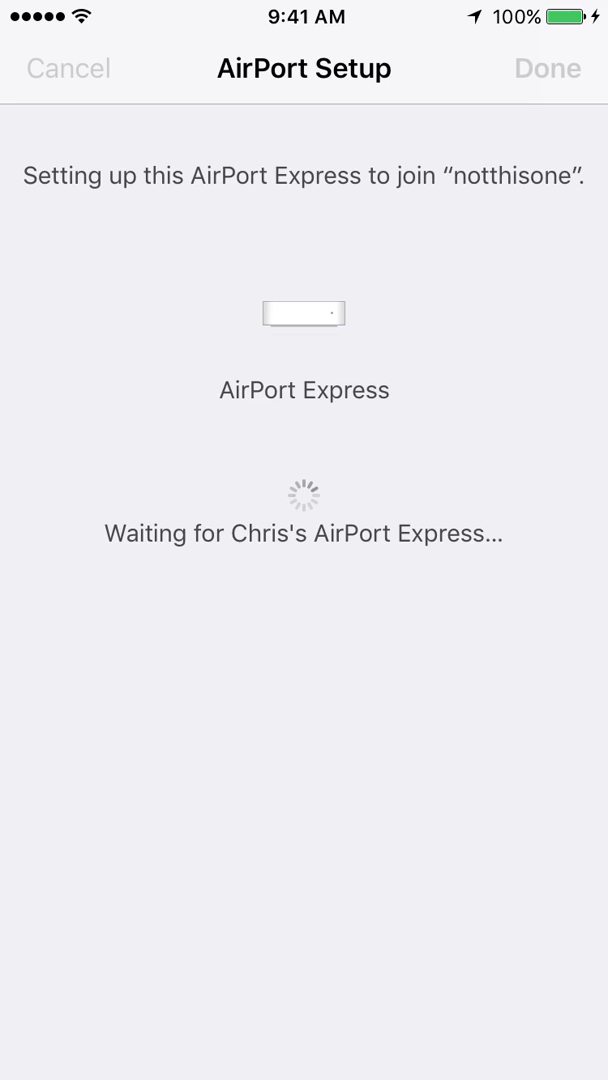 9:41 AM 100%
Cancel AirPort Setup Done
Setting up this AirPort Express to join “notthisone”.
AirPort Express
Waiting for Chris's AirPort Express...